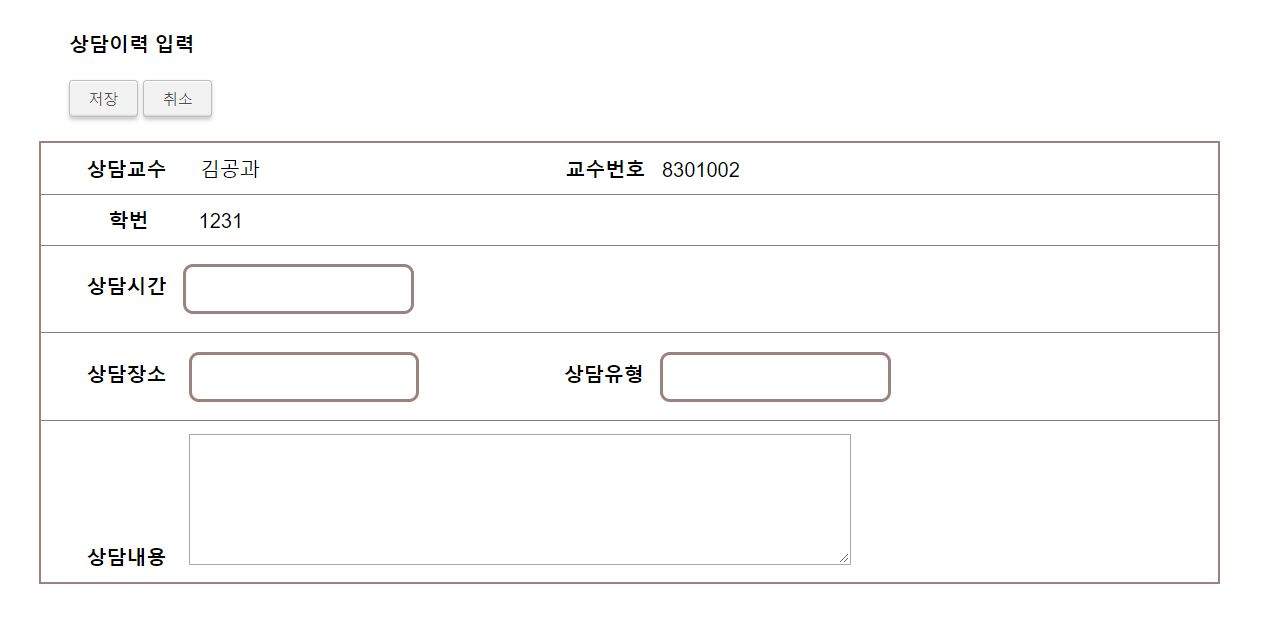 상담이력 입력
저장 취소
상담교수 김공과 교수번호 8301002
학번 1231
상담시간
상담장소 상담유형
상담내용